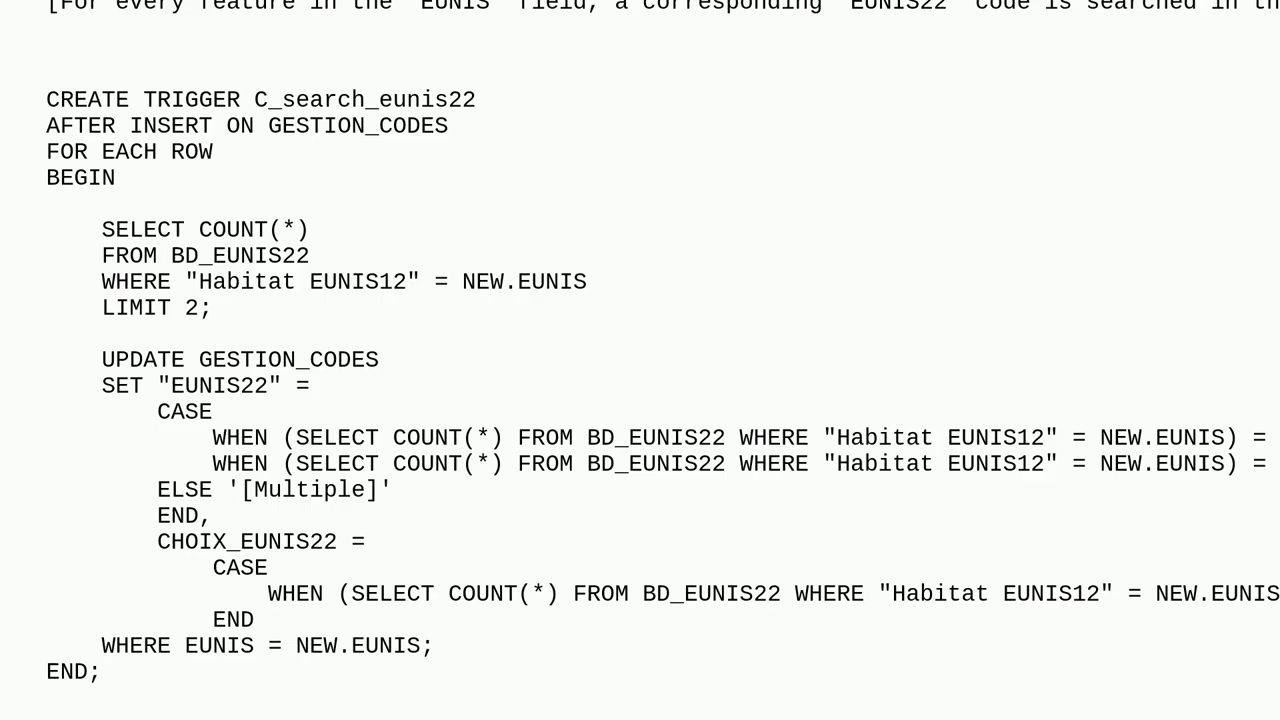 [For every feature in the "EUNIS" field, a corresponding "EUNIS22" code is searched in th
CREATE TRIGGER C_search_eunis22
AFTER INSERT ON GESTION_CODES
FOR EACH ROW
BEGIN
SELECT COUNT(*)
FROM BD_EUNIS22
WHERE "Habitat EUNIS12" = NEW.EUNIS
LIMIT 2;
UPDATE GESTION_CODES
SET "EUNIS22" =
CASE
WHEN (SELECT COUNT(*) FROM BD_EUNIS22 WHERE "Habitat EUNIS12" = NEW.EUNIS) =
WHEN (SELECT COUNT(*) FROM BD_EUNIS22 WHERE "Habitat EUNIS12" = NEW.EUNIS) =
ELSE '[Multiple]'
END,
CHOIX_EUNIS22 =
CASE
WHEN (SELECT COUNT(*) FROM BD_EUNIS22 WHERE "Habitat EUNIS12" = NEW.EUNIS
END
WHERE EUNIS = NEW.EUNIS;
END;